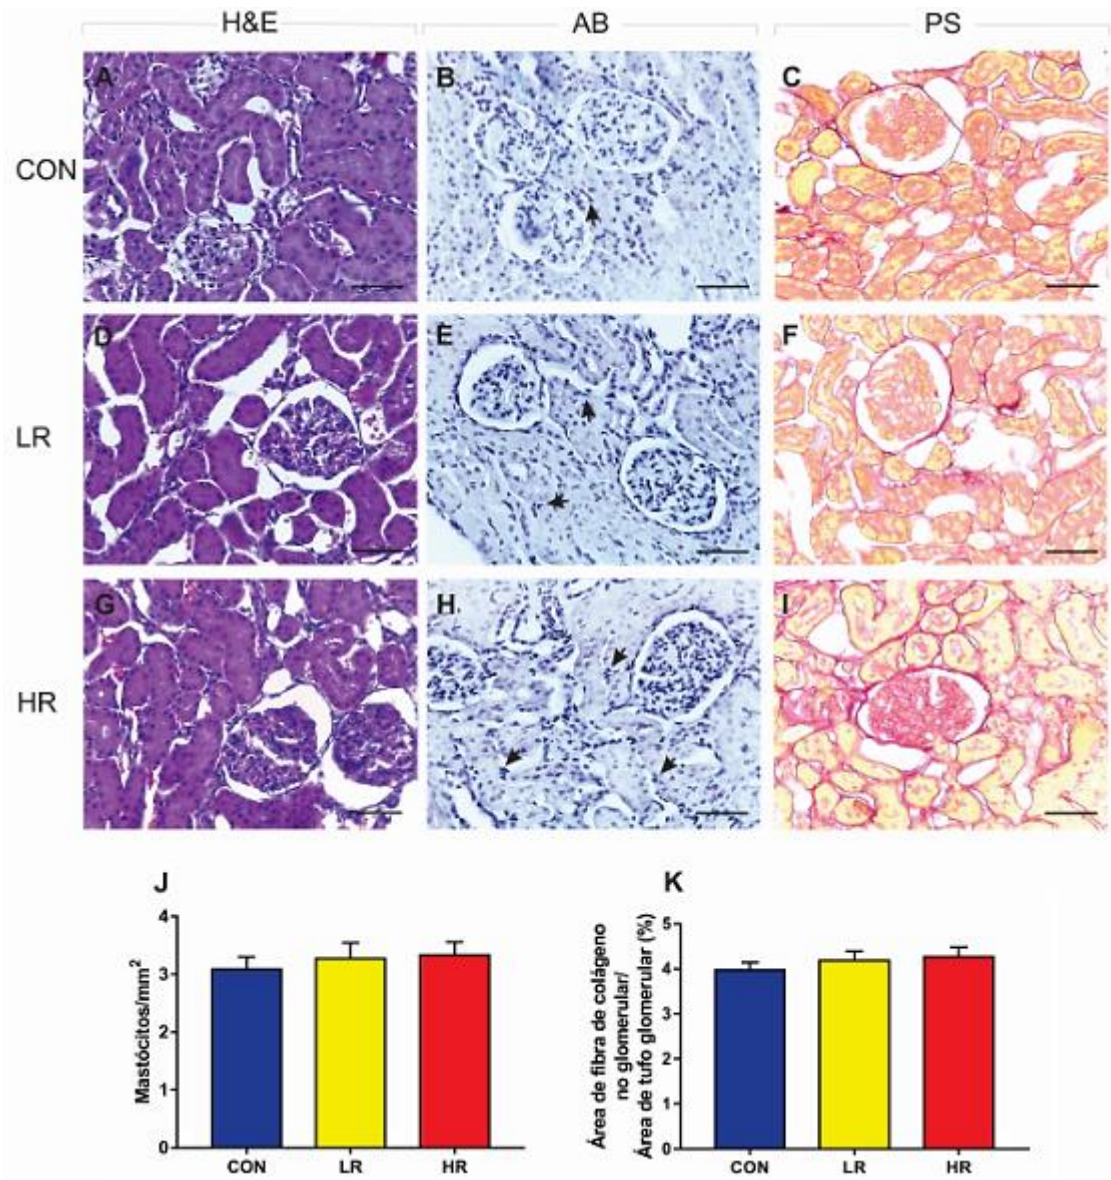 H&E
AB
PS
CON
A
B
C
LR
D
E
F
HR
G
H
I
J
Mastócitos/mm²
4
3
2
1
0
CON
LR
HR
K
Área de fibra de colágeno
no glomerular/
Área de tufo glomerular (%)
5
4
3
2
1
0
CON
LR
HR